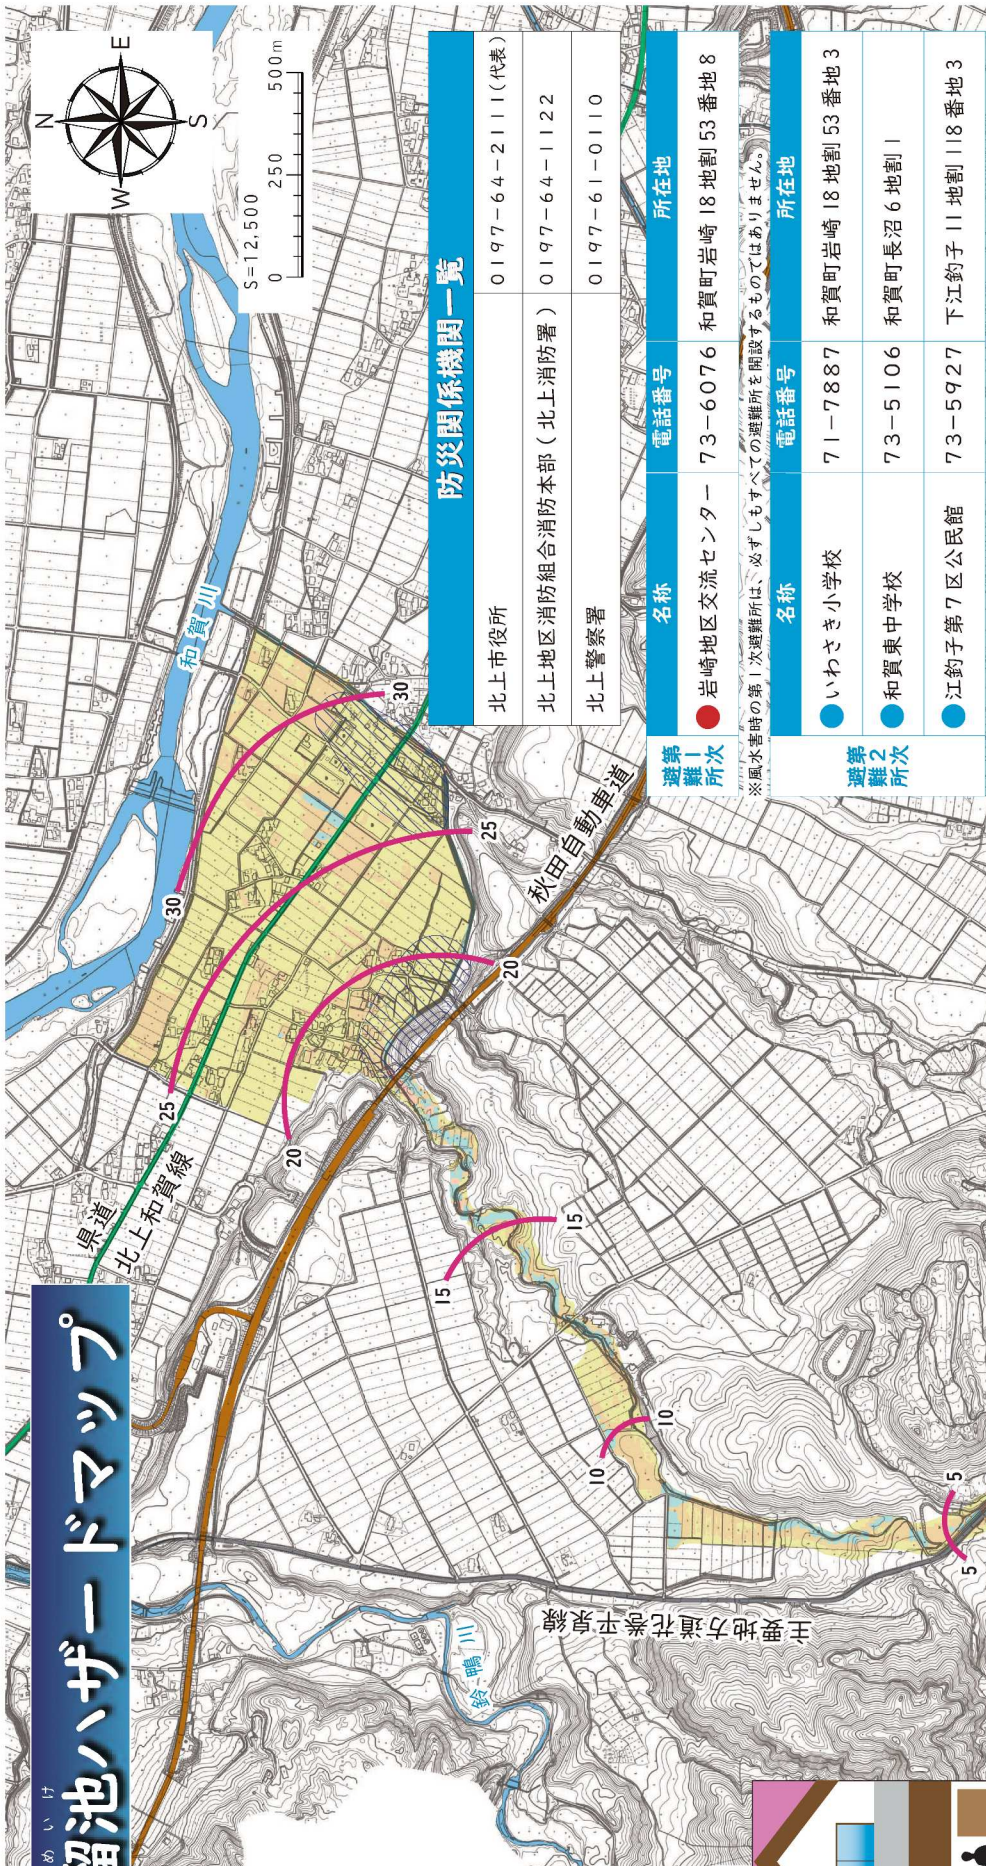 めいけ
留池ハザードマップ
N
E
S
W
S=12,500
0 250 500m
和賀川
県道
北上和賀線
秋田自動車道
鈴鴨川
主要地方道花巻平泉線
30
30
25
25
20
20
15
15
10
10
5
5
防災関係機関一覧
北上市役所 0197-64-2111(代表)
北上地区消防組合消防本部(北上消防署) 0197-64-1122
北上警察署 0197-61-0110
名称 電話番号 所在地
避難所 第1次
岩崎地区交流センター 73-6076 和賀町岩崎18地割53番地8
※風水害時の第1次避難所は、必ずしもすべての避難所を開設するものではありません。
名称 電話番号 所在地
避難所 第2次
いわさき小学校 71-7887 和賀町岩崎18地割53番地3
和賀東中学校 73-5106 和賀町長沼6地割1
江釣子第7区公民館 73-5927 下江釣子11地割118番地3